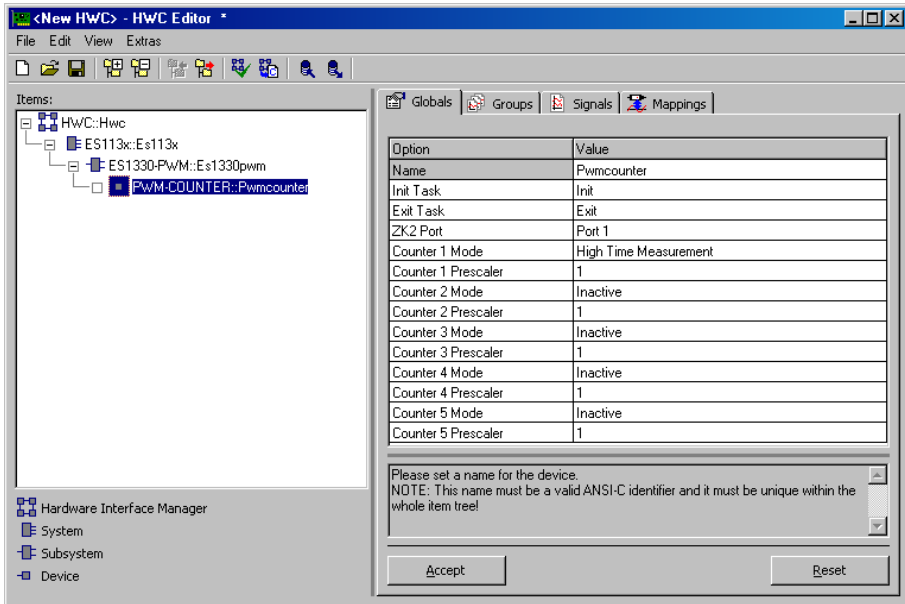 <New HWC> - HWC Editor *
File Edit View Extras
Items:
HWC::Hwc
ES113x::Es113x
ES1330-PWM::Es1330pwm
PWM-COUNTER::Pwmcounter
Hardware Interface Manager
System
Subsystem
Device
Globals Groups Signals Mappings
Option Value
Name Pwmcounter
Init Task Init
Exit Task Exit
ZK2 Port Port 1
Counter 1 Mode High Time Measurement
Counter 1 Prescaler 1
Counter 2 Mode Inactive
Counter 2 Prescaler 1
Counter 3 Mode Inactive
Counter 3 Prescaler 1
Counter 4 Mode Inactive
Counter 4 Prescaler 1
Counter 5 Mode Inactive
Counter 5 Prescaler 1
Please set a name for the device.
NOTE: This name must be a valid ANSI-C identifier and it must be unique within the
whole item tree!
Accept Reset